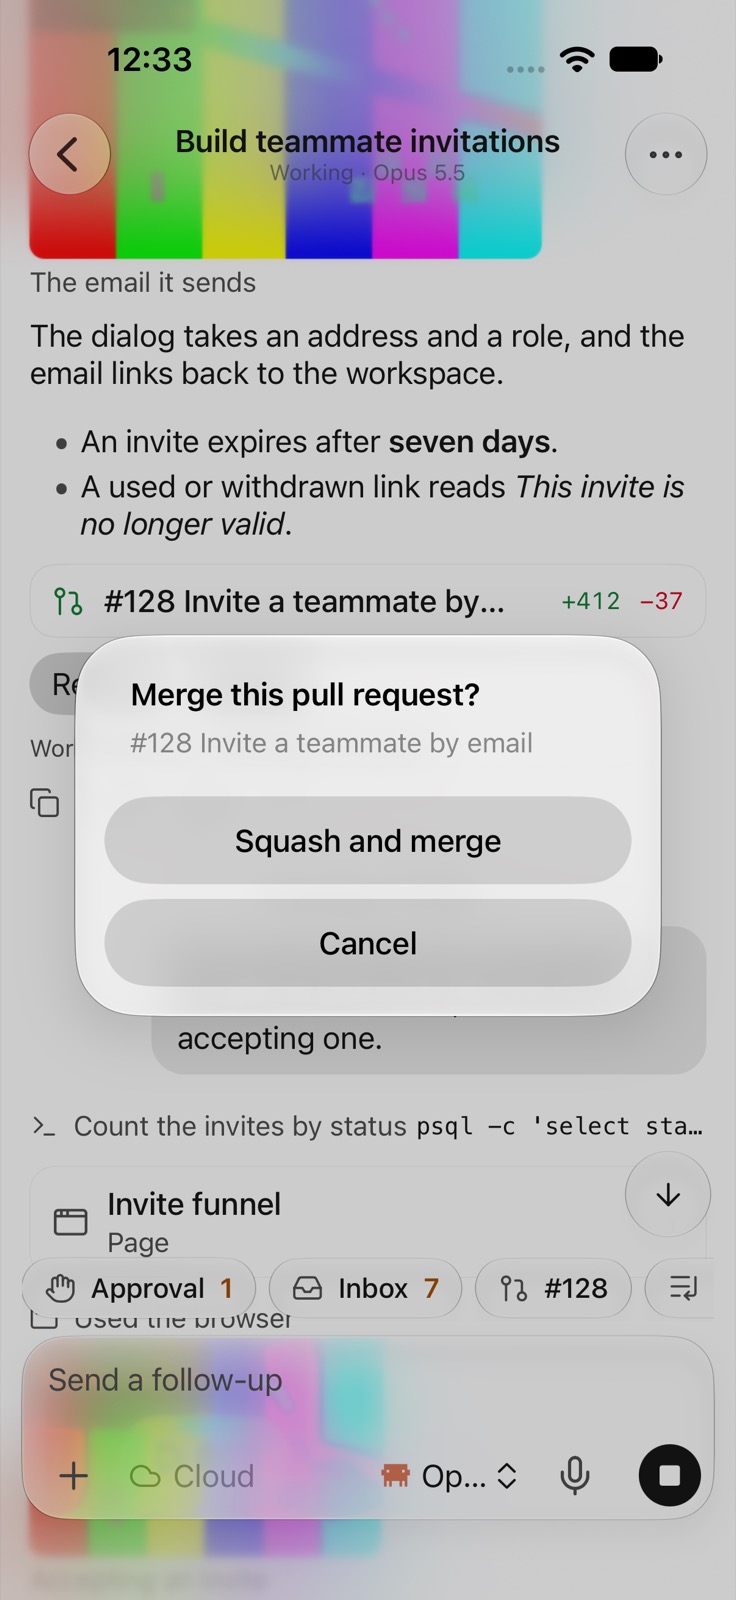 12:33
Build teammate invitations
Working · Opus 5.5
The email it sends
The dialog takes an address and a role, and the
email links back to the workspace.
• An invite expires after seven days.
• A used or withdrawn link reads This invite is
no longer valid.
#128 Invite a teammate by... +412 −37
Merge this pull request?
#128 Invite a teammate by email
Squash and merge
Cancel
accepting one.
Count the invites by status psql -c 'select sta…
Invite funnel
Page
Approval 1
Inbox 7
#128
Used the browser
Send a follow-up
Cloud
Op...